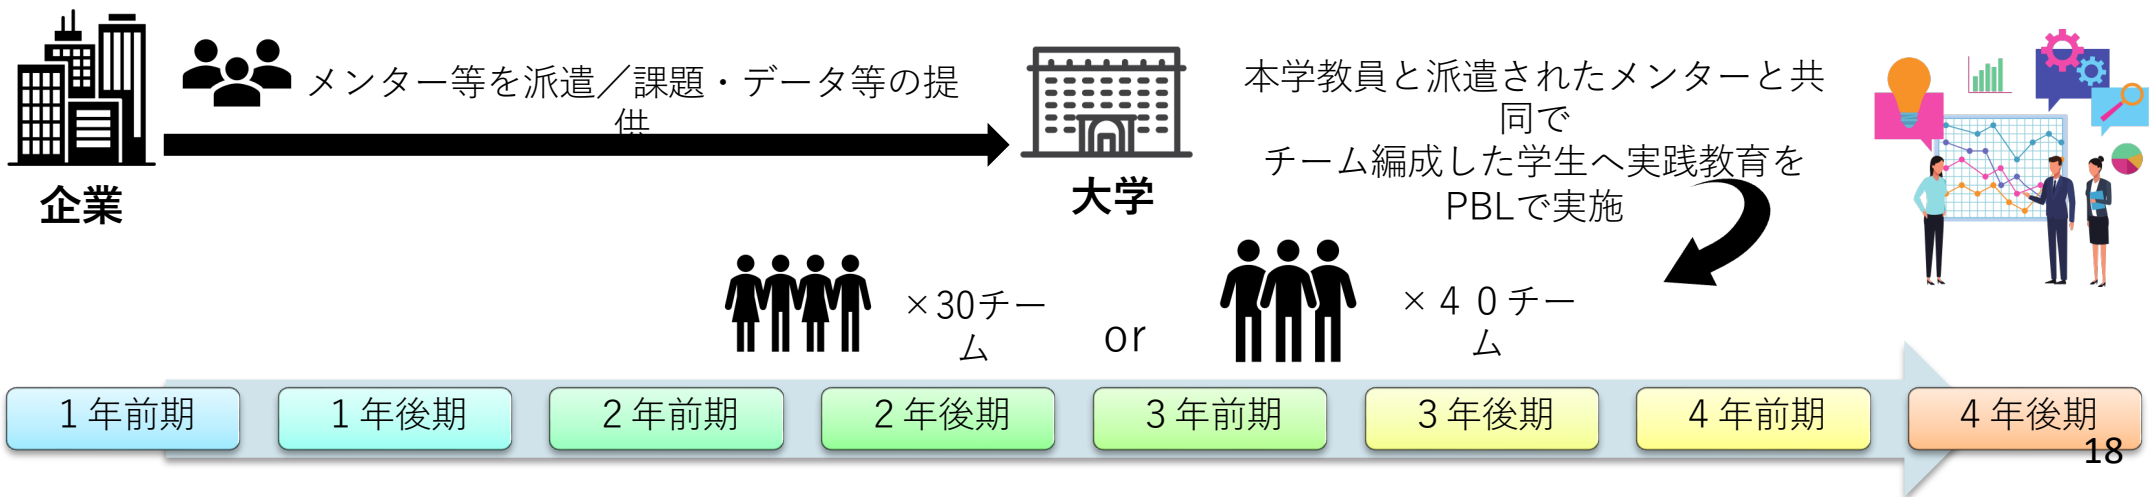 メンター等を派遣／課題・データ等の提
供
企業
大学
本学教員と派遣されたメンターと共
同で
チーム編成した学生へ実践教育を
PBLで実施
×30チー
ム
or
×４０チー
ム
１年前期
１年後期
２年前期
２年後期
３年前期
３年後期
４年前期
４年後期
18